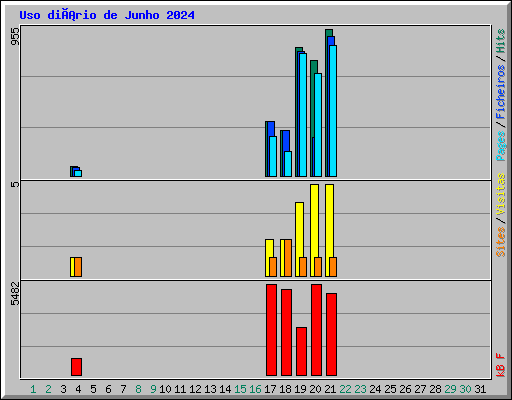 Uso diÃ¡rio de Junho 2024
955
5
5482
Pages / Ficheiros / Hits
Sites / Visitas
kB F
1 2 3 4 5 6 7 8 9 10 11 12 13 14 15 16 17 18 19 20 21 22 23 24 25 26 27 28 29 30 31